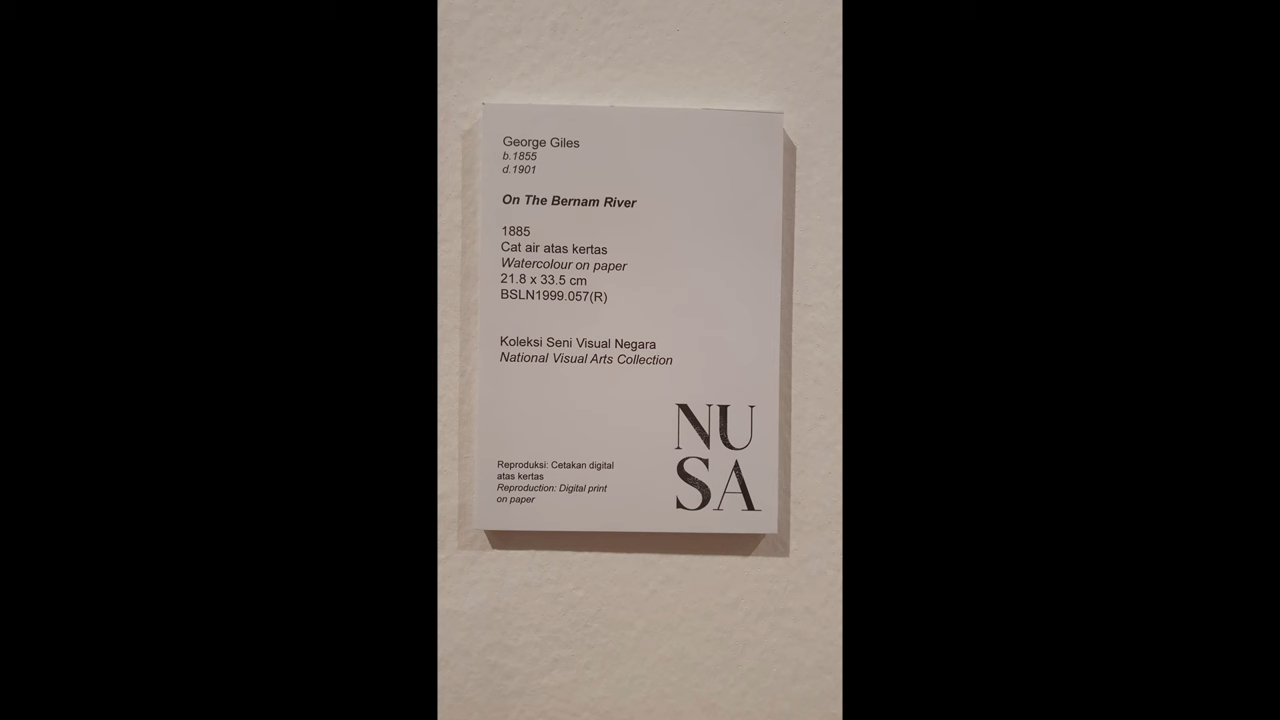 George Giles
b.1855
d.1901
On The Bernam River
1885
Cat air atas kertas
Watercolour on paper
21.8 x 33.5 cm
BSLN1999.057(R)
Koleksi Seni Visual Negara
National Visual Arts Collection
NU
SA
Reproduksi: Cetakan digital
atas kertas
Reproduction: Digital print
on paper